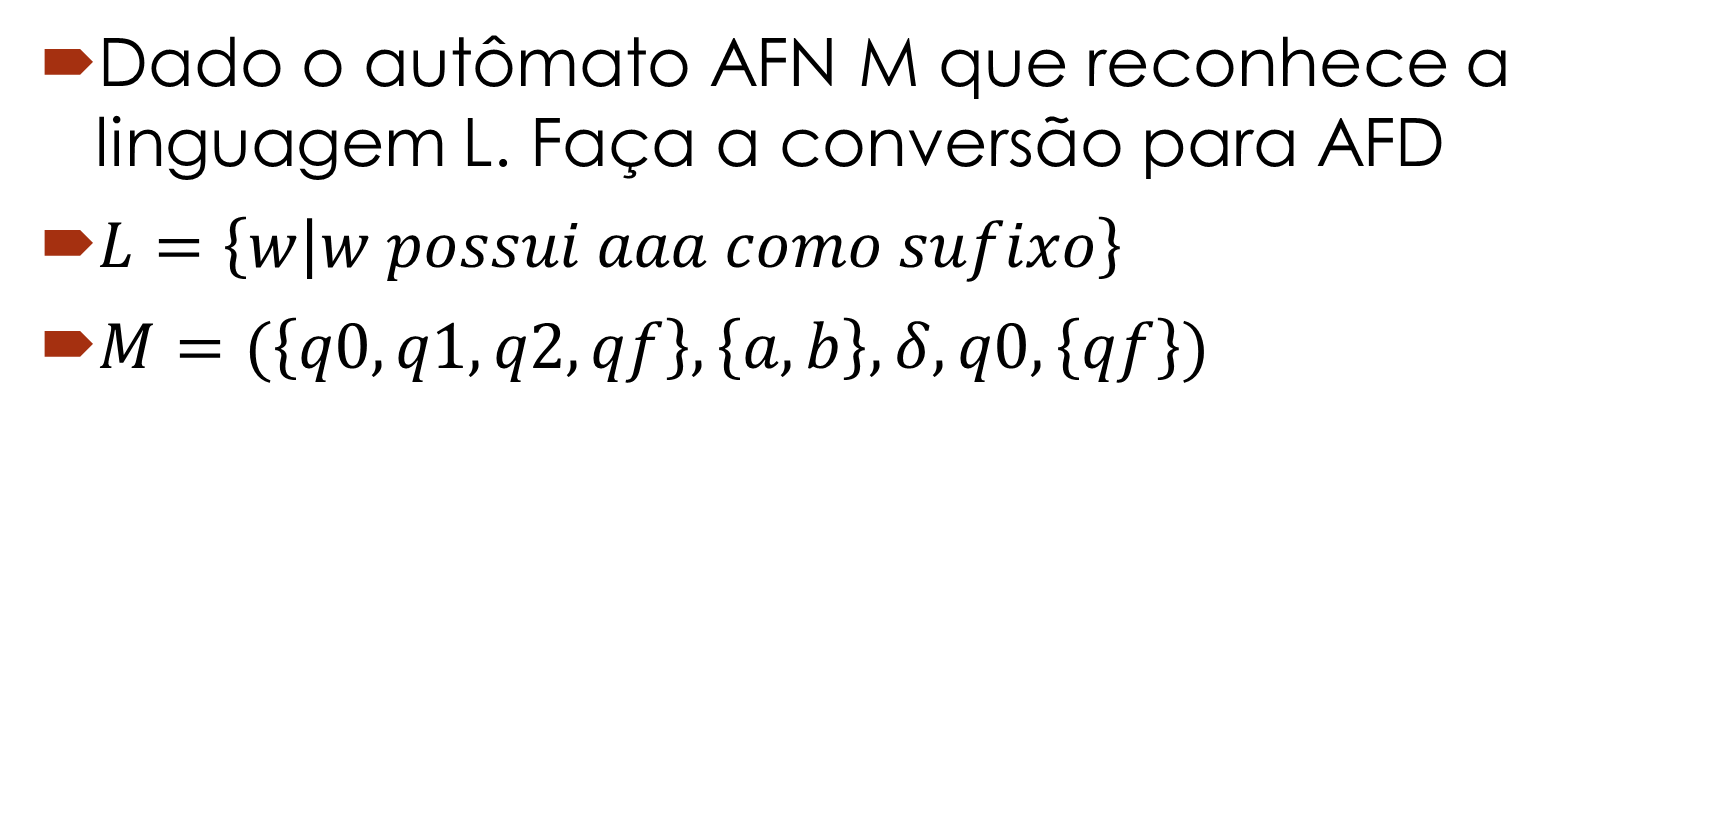 Dado o autômato AFN M que reconhece a
linguagem L. Faça a conversão para AFD
L = {w|w possui aaa como sufixo}
M = ({q0, q1, q2, qf}, {a, b}, δ, q0, {qf})